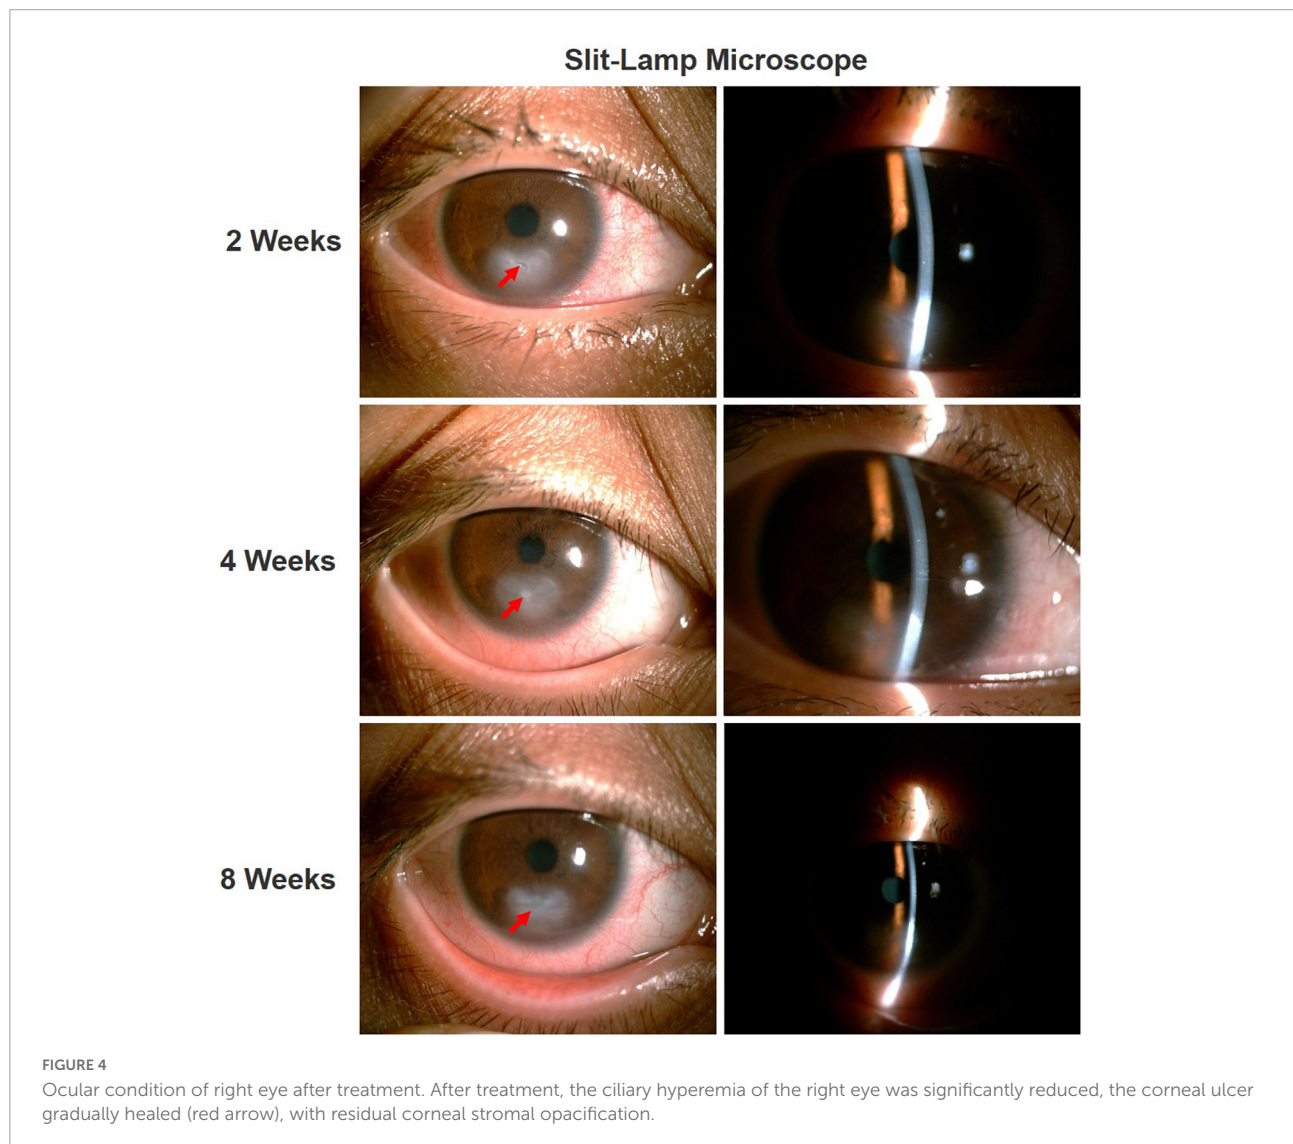 Slit-Lamp Microscope
2 Weeks
4 Weeks
8 Weeks
FIGURE 4
Ocular condition of right eye after treatment. After treatment, the ciliary hyperemia of the right eye was significantly reduced, the corneal ulcer
gradually healed (red arrow), with residual corneal stromal opacification.